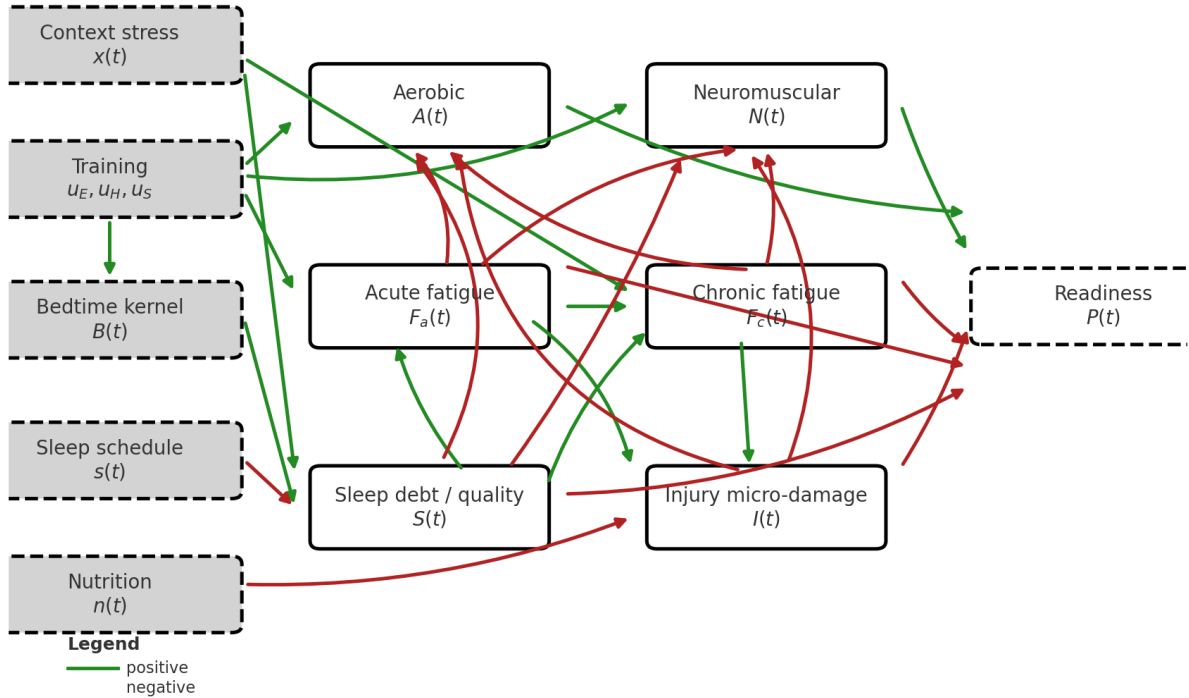 Context stress
x(t)
Training
u_E, u_H, u_S
Bedtime kernel
B(t)
Sleep schedule
s(t)
Nutrition
n(t)
Aerobic
A(t)
Neuromuscular
N(t)
Acute fatigue
F_a(t)
Chronic fatigue
F_c(t)
Sleep debt / quality
S(t)
Injury micro-damage
I(t)
Readiness
P(t)
Legend
positive
negative